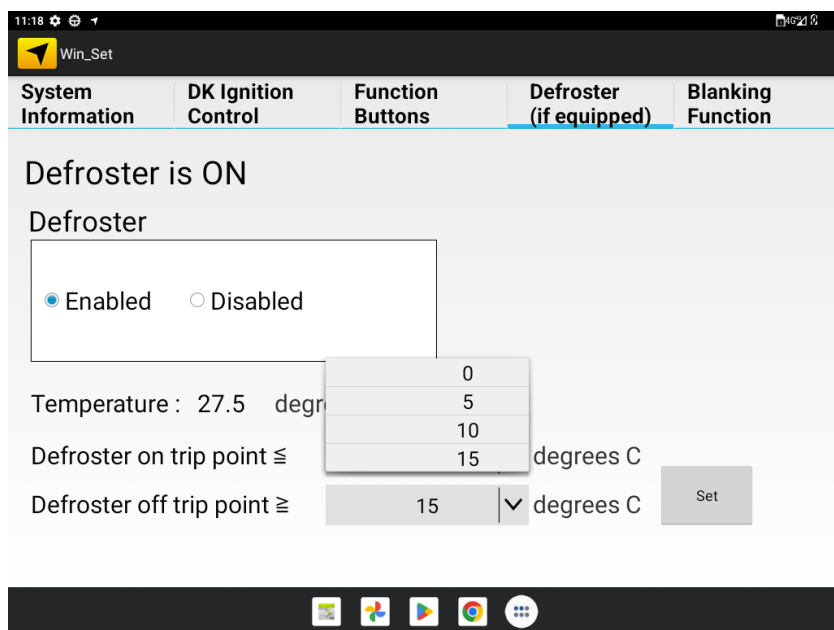 11:18
4G
Win_Set
System Information
DK Ignition Control
Function Buttons
Defroster (if equipped)
Blanking Function
Defroster is ON
Defroster
Enabled Disabled
0
5
10
15
Temperature : 27.5 degr
Defroster on trip point ≦ degrees C
Defroster off trip point ≧ 15 degrees C
Set